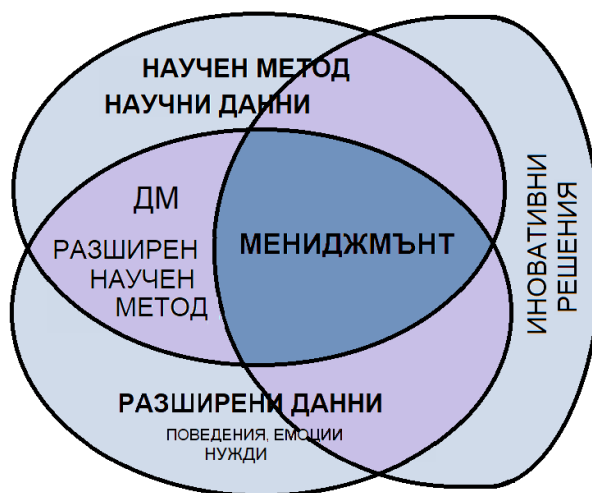 НАУЧЕН МЕТОД
НАУЧНИ ДАННИ
ДМ
РАЗШИРЕН
НАУЧЕН
МЕТОД
МЕНИДЖМЪНТ
ИНОВАТИВНИ
РЕШЕНИЯ
РАЗШИРЕНИ ДАННИ
ПОВЕДЕНИЯ, ЕМОЦИИ
НУЖДИ